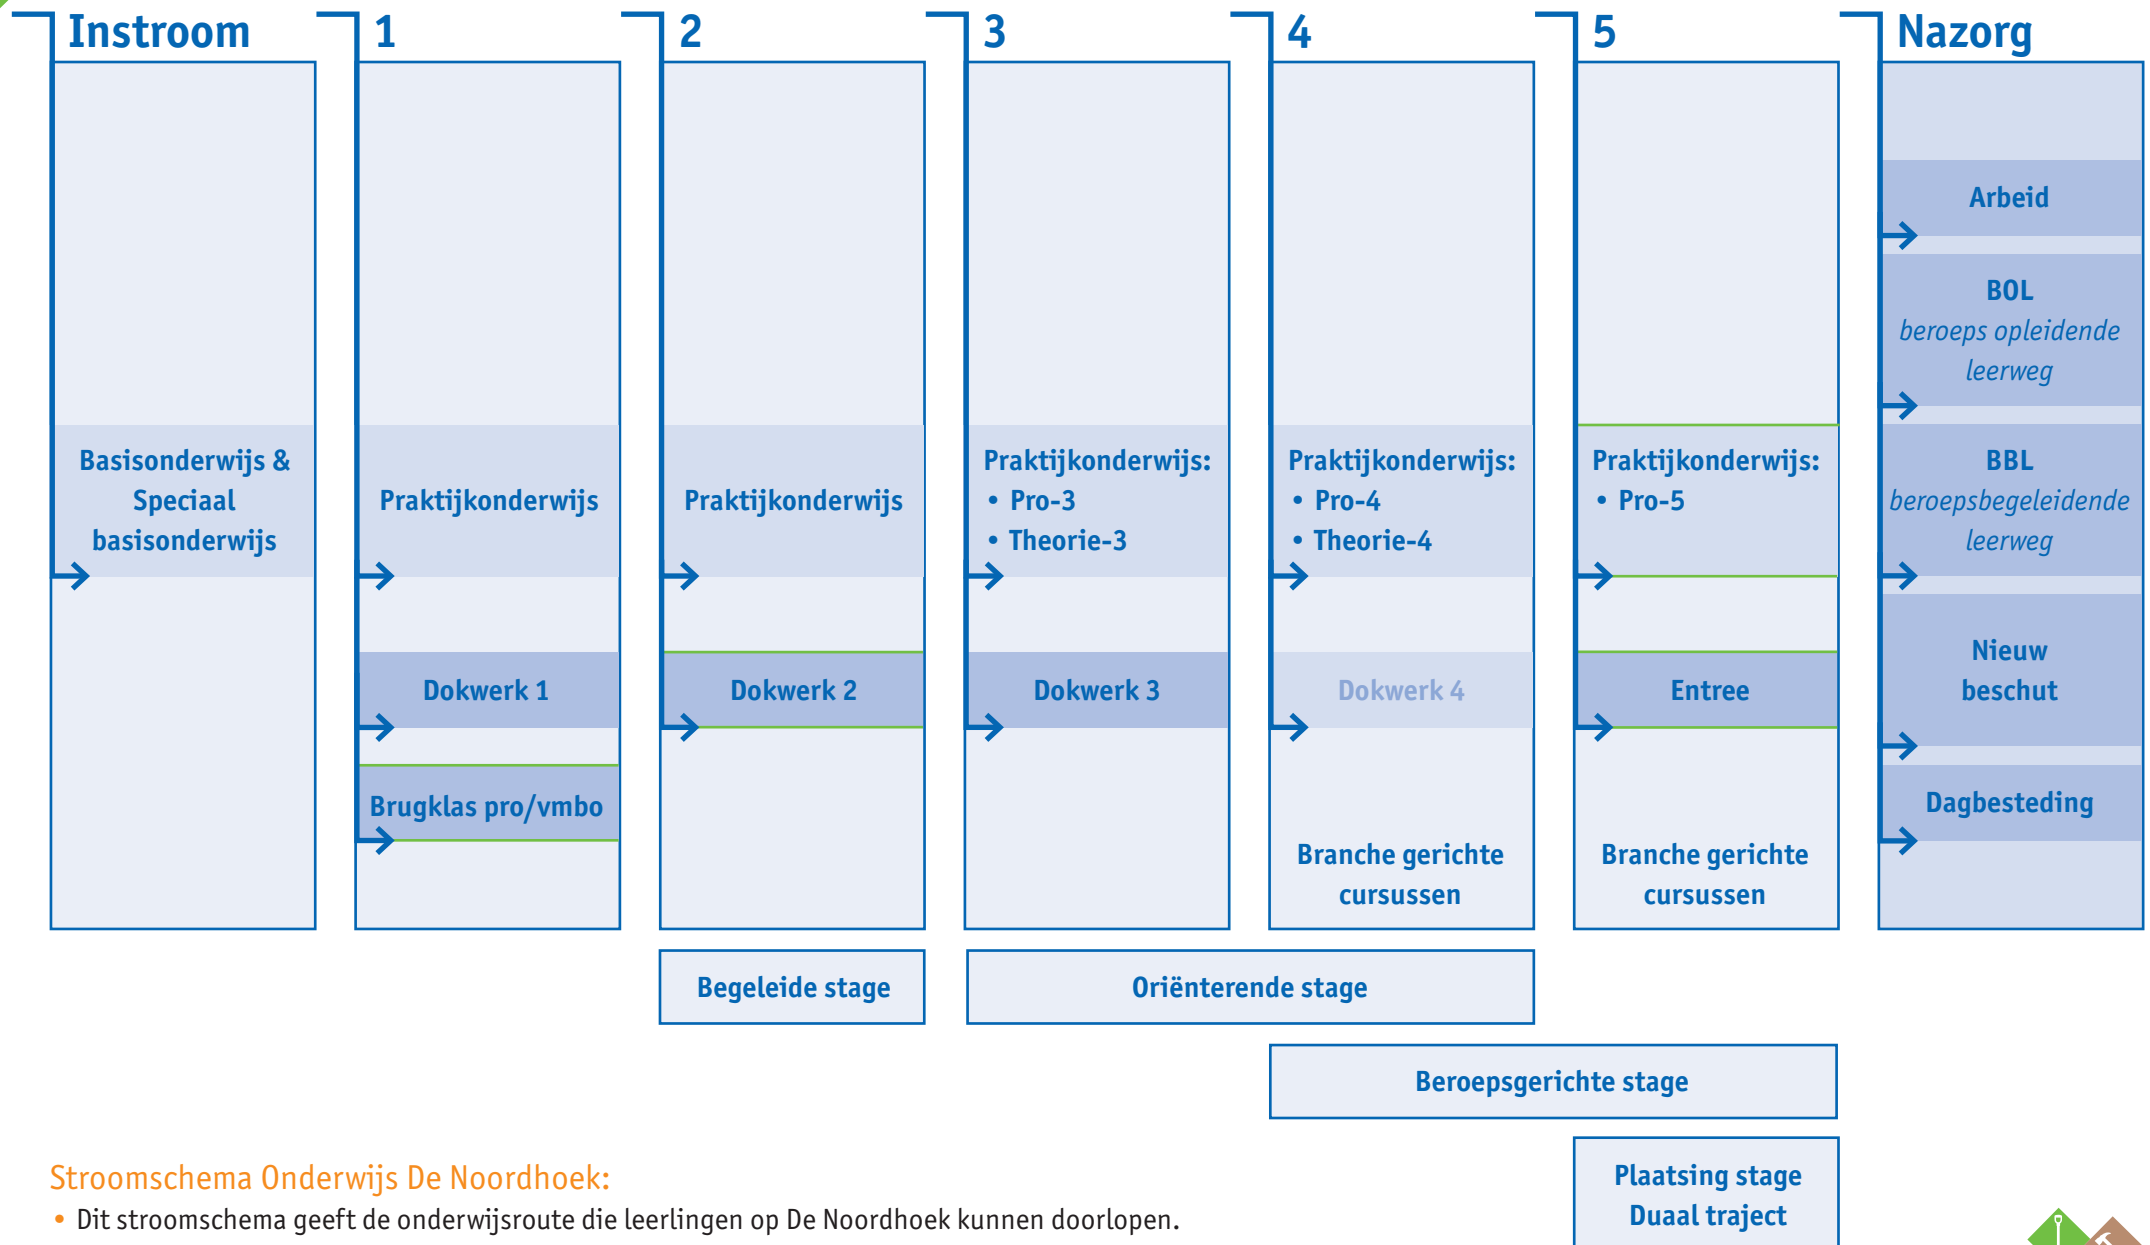 Instroom
Basisonderwijs &
Speciaal
basisonderwijs
1
Praktijkonderwijs
Dokwerk 1
Brugklas pro/vmbo
2
Praktijkonderwijs
Dokwerk 2
3
Praktijkonderwijs:
• Pro-3
• Theorie-3
Dokwerk 3
4
Praktijkonderwijs:
• Pro-4
• Theorie-4
Dokwerk 4
Branche gerichte
cursussen
5
Praktijkonderwijs:
• Pro-5
Entree
Branche gerichte
cursussen
Nazorg
Arbeid
BOL
beroeps opleidende
leerweg
BBL
beroepsbegeleidende
leerweg
Nieuw
beschut
Dagbesteding
Begeleide stage
Oriënterende stage
Beroepsgerichte stage
Plaatsing stage
Duaal traject
Stroomschema Onderwijs De Noordhoek:
• Dit stroomschema geeft de onderwijsroute die leerlingen op De Noordhoek kunnen doorlopen.